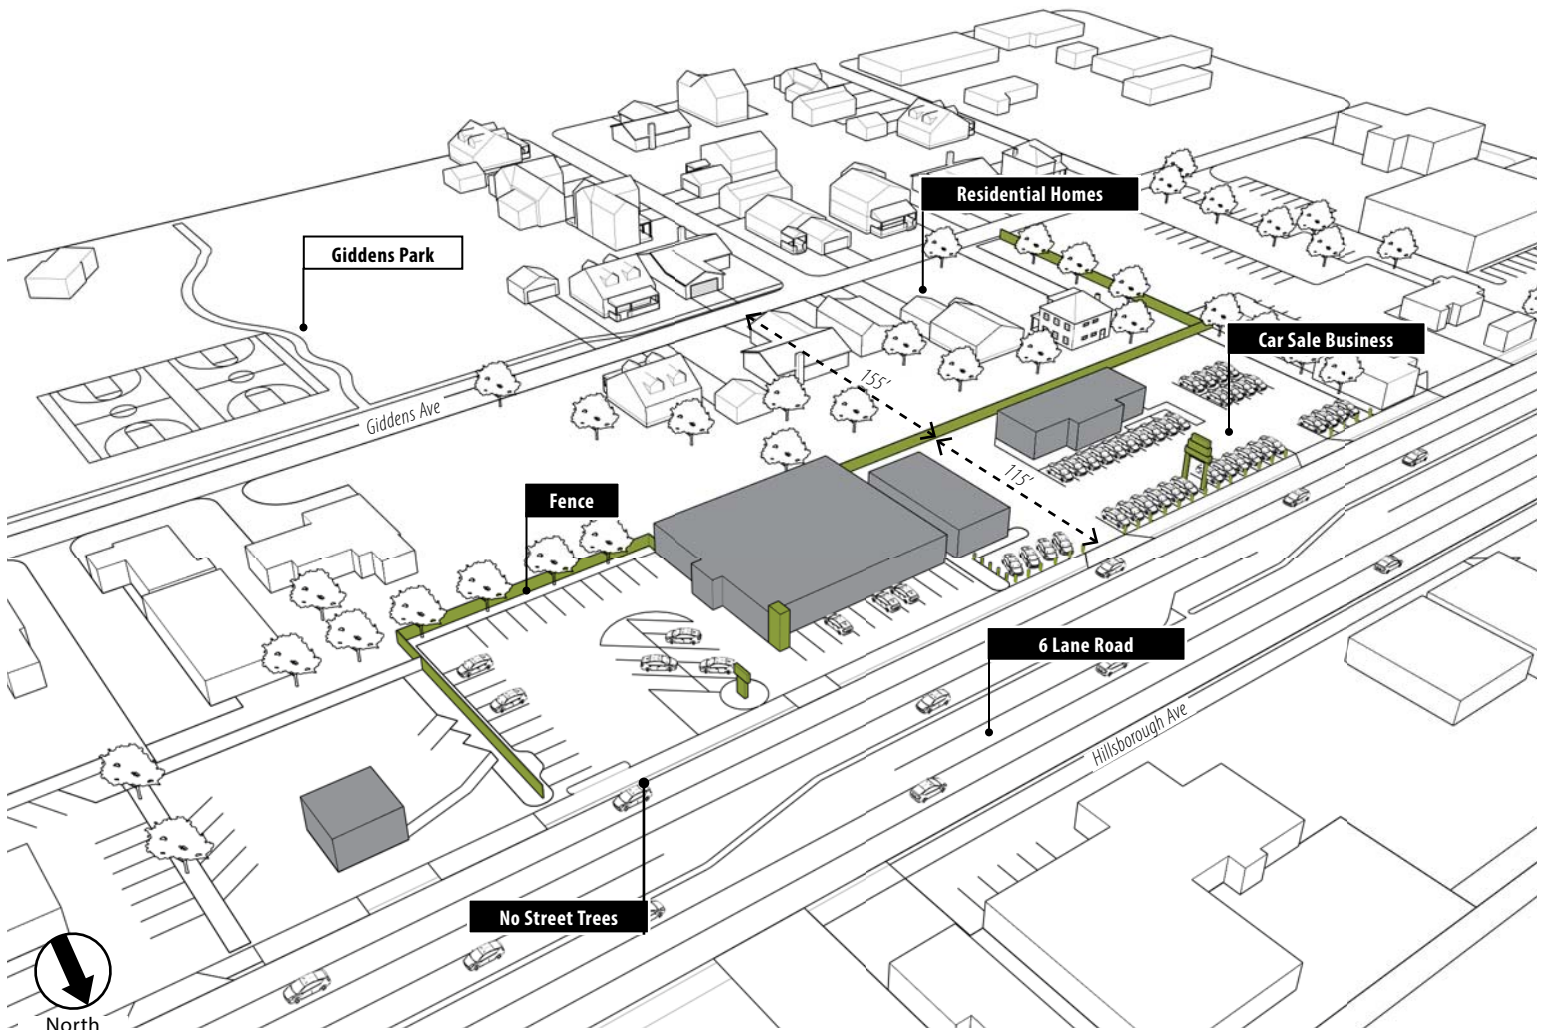 Residential Homes
Giddens Park
Car Sale Business
155'
Giddens Ave
115'
Fence
6 Lane Road
Hillsborough Ave
No Street Trees
North